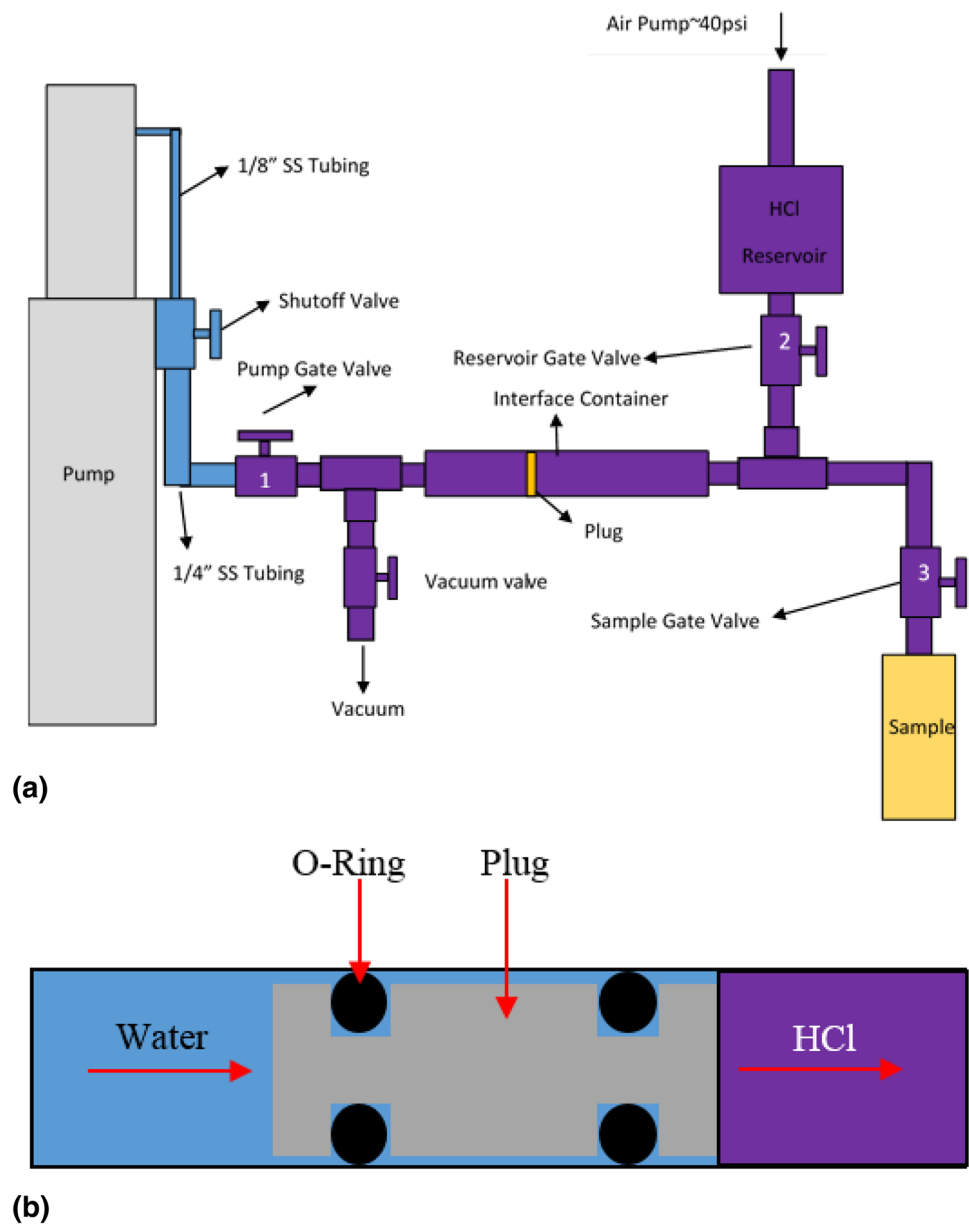 Air Pump~40psi
1/8” SS Tubing
HCl
Reservoir
Shutoff Valve
2
Reservoir Gate Valve
Pump Gate Valve
Interface Container
Pump
1
Plug
1/4” SS Tubing
Vacuum valve
3
Sample Gate Valve
Vacuum
Sample
(a)
O-Ring
Plug
Water
HCl
(b)